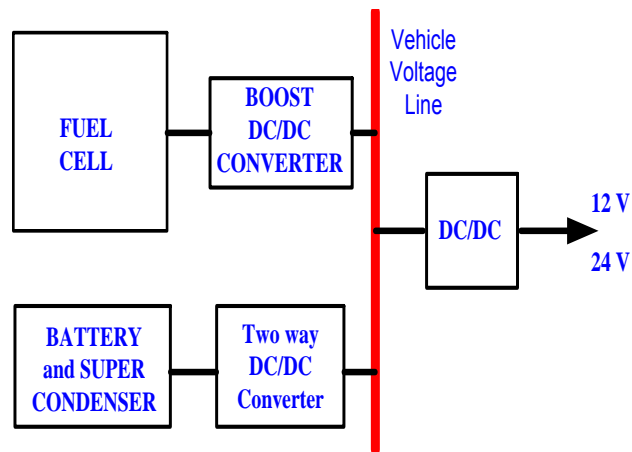 FUEL
CELL
BOOST
DC/DC
CONVERTER
Vehicle
Voltage
Line
DC/DC
12 V
24 V
BATTERY
and SUPER
CONDENSER
Two way
DC/DC
Converter